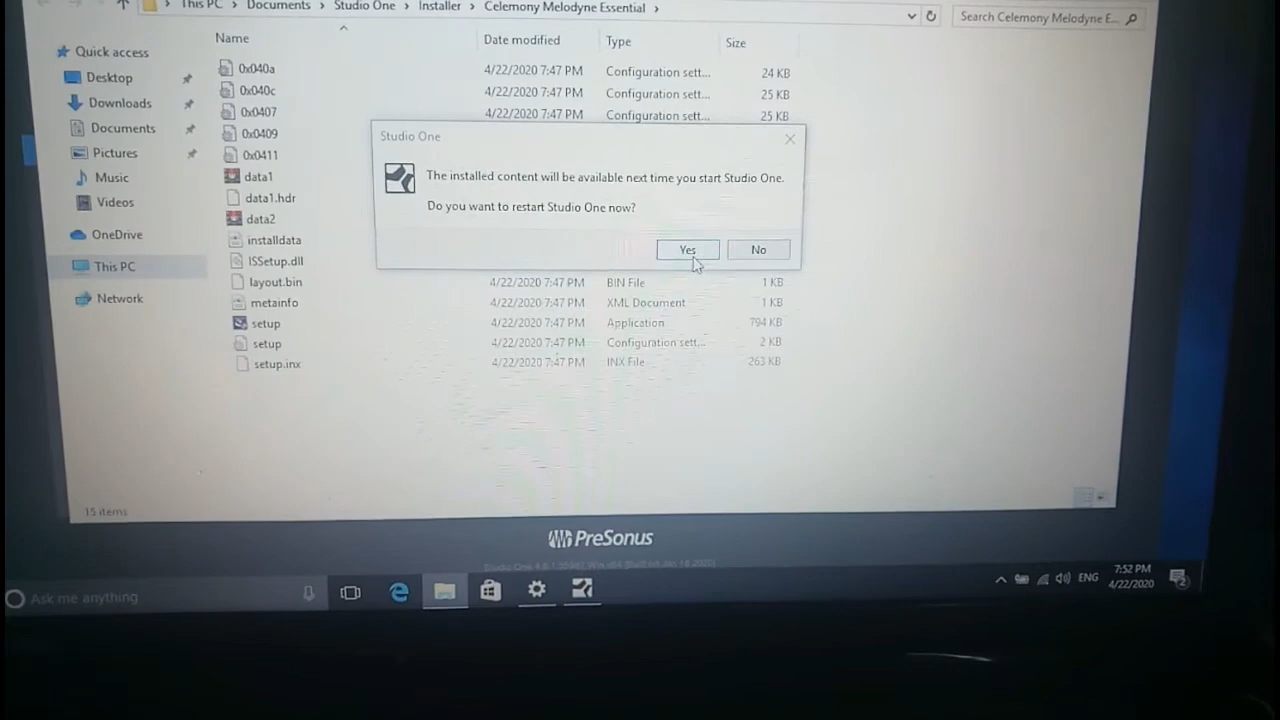 This PC > Documents > Studio One > Installer > Celemony Melodyne Essential >
Search Celemony Melodyne E...
Name Date modified Type Size
Quick access
Desktop
Downloads
Documents
Pictures
Music
Videos
OneDrive
This PC
Network
0x040a 4/22/2020 7:47 PM Configuration sett... 24 KB
0x040c 4/22/2020 7:47 PM Configuration sett... 25 KB
0x0407 4/22/2020 7:47 PM Configuration sett... 25 KB
0x0409
0x0411
data1
data1.hdr
data2
installdata
ISSetup.dll
layout.bin 4/22/2020 7:47 PM BIN File 1 KB
metainfo 4/22/2020 7:47 PM XML Document 1 KB
setup 4/22/2020 7:47 PM Application 794 KB
setup 4/22/2020 7:47 PM Configuration sett... 2 KB
setup.inx 4/22/2020 7:47 PM INX File 263 KB
Studio One
The installed content will be available next time you start Studio One.
Do you want to restart Studio One now?
Yes No
15 items
PreSonus
Ask me anything
ENG
7:52 PM
4/22/2020
2